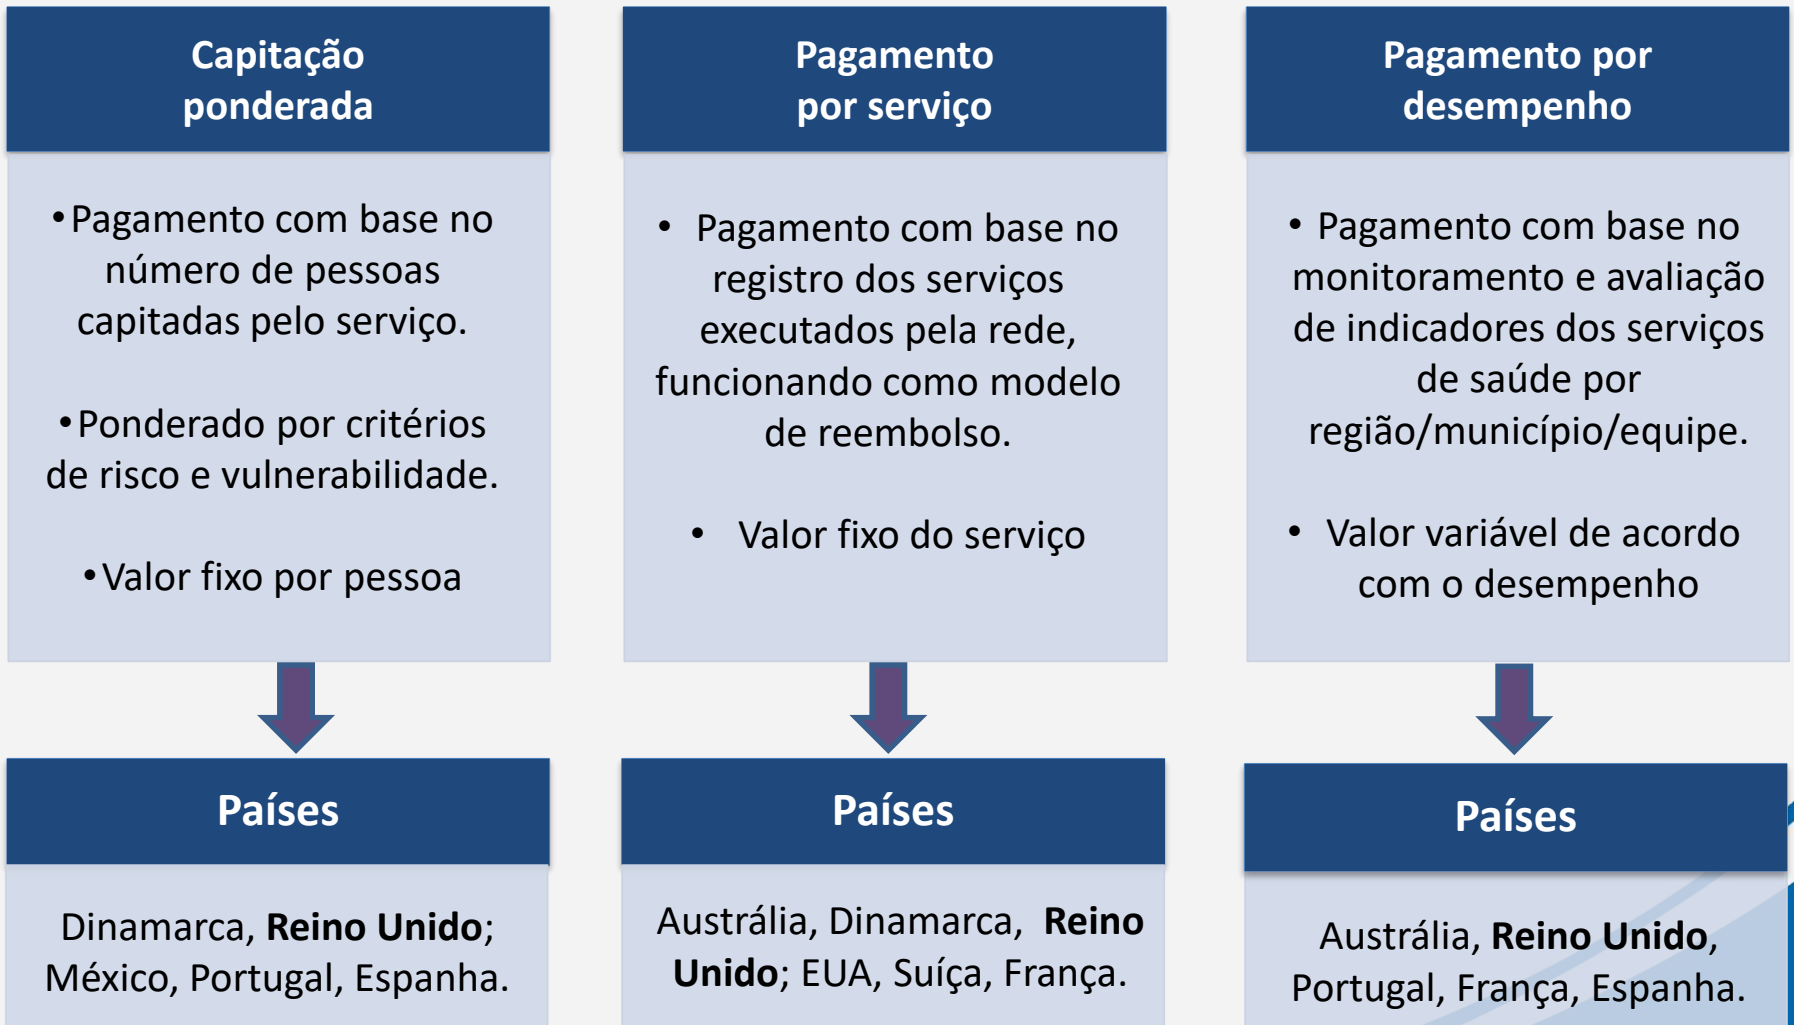 Capitação
ponderada
•Pagamento com base no
número de pessoas
capitadas pelo serviço.
•Ponderado por critérios
de risco e vulnerabilidade.
•Valor fixo por pessoa
Países
Dinamarca, Reino Unido;
México, Portugal, Espanha.
Pagamento
por serviço
• Pagamento com base no
registro dos serviços
executados pela rede,
funcionando como modelo
de reembolso.
• Valor fixo do serviço
Países
Austrália, Dinamarca, Reino
Unido; EUA, Suíça, França.
Pagamento por
desempenho
• Pagamento com base no
monitoramento e avaliação
de indicadores dos serviços
de saúde por
região/município/equipe.
• Valor variável de acordo
com o desempenho
Países
Austrália, Reino Unido,
Portugal, França, Espanha.